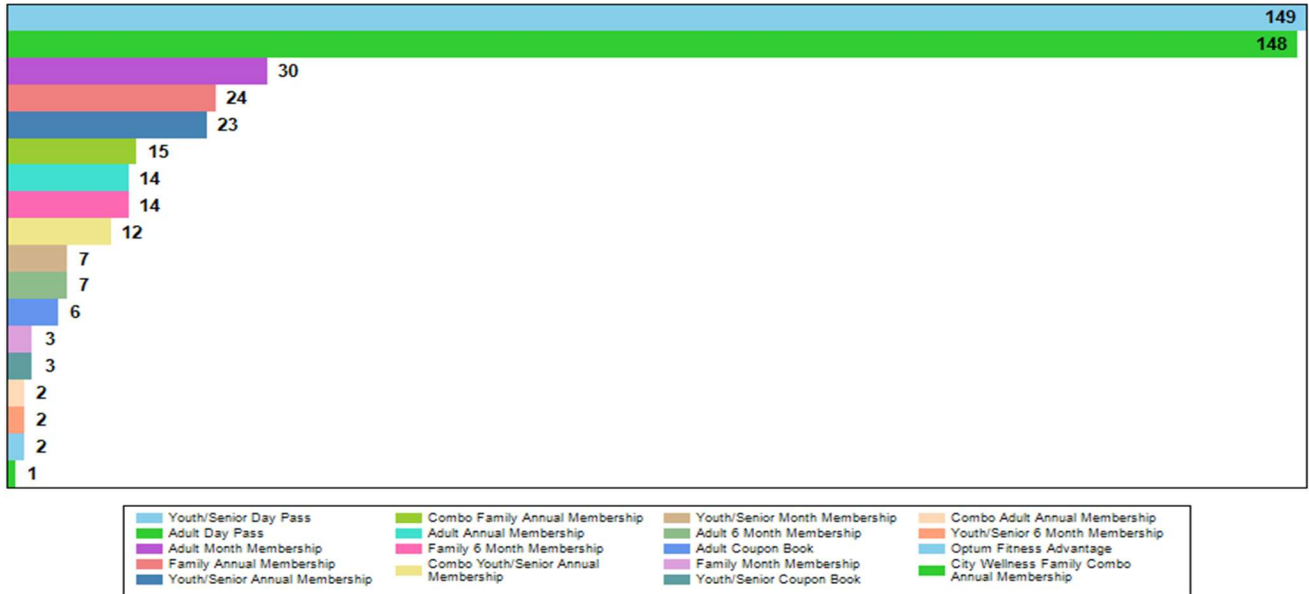 149
148
30
24
23
15
14
14
12
7
7
6
3
3
2
2
2
1
Youth/Senior Day Pass
Adult Day Pass
Adult Month Membership
Family Annual Membership
Youth/Senior Annual Membership
Combo Family Annual Membership
Adult Annual Membership
Family 6 Month Membership
Combo Youth/Senior Annual
Membership
Youth/Senior Month Membership
Adult 6 Month Membership
Adult Coupon Book
Family Month Membership
Youth/Senior Coupon Book
Combo Adult Annual Membership
Youth/Senior 6 Month Membership
Optum Fitness Advantage
City Wellness Family Combo
Annual Membership